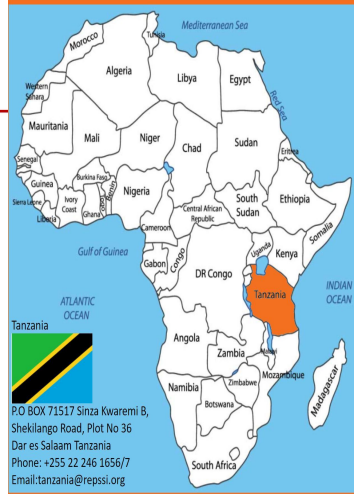 Mediterranean Sea
Tunisia
Morocco
Algeria
Libya
Egypt
Western
Sahara
Red Sea
Mauritania
Mali
Niger
Chad
Sudan
Eritrea
Senegal
Guinea
Burkina Faso
Benin
Togo
Sierra Leone
Ivory
Coast
Ghana
Liberia
Nigeria
Cameroon
Central African
Republic
South
Sudan
Ethiopia
Somalia
Gulf of Guinea
Gabon
Congo
DR Congo
Uganda
Kenya
Tanzania
INDIAN
OCEAN
ATLANTIC
OCEAN
Angola
Zambia
Malawi
Mozambique
Madagascar
Namibia
Zimbabwe
Botswana
South Africa
Tanzania
P.O BOX 71517 Sinza Kwaremi B,
Shekilango Road, Plot No 36
Dar es Salaam Tanzania
Phone: +255 22 246 1656/7
Email:tanzania@repssi.org